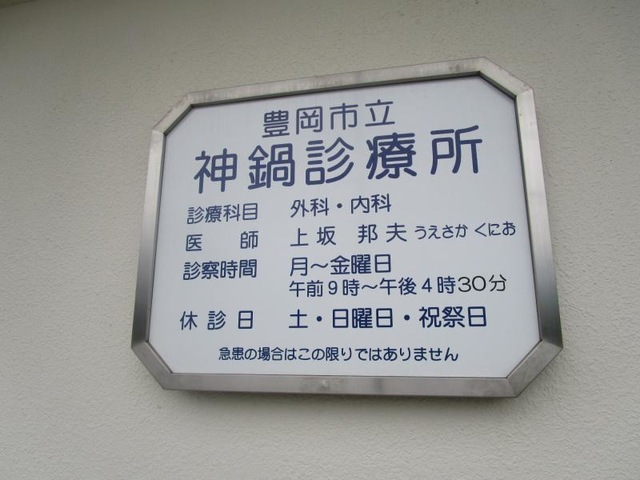 豊岡市立
神鍋診療所
診療科目 外科・内科
医師 上坂 邦夫 うえさか くにお
診察時間 月～金曜日
午前9時～午後4時30分
休診日 土・日曜日・祝祭日
急患の場合はこの限りではありません